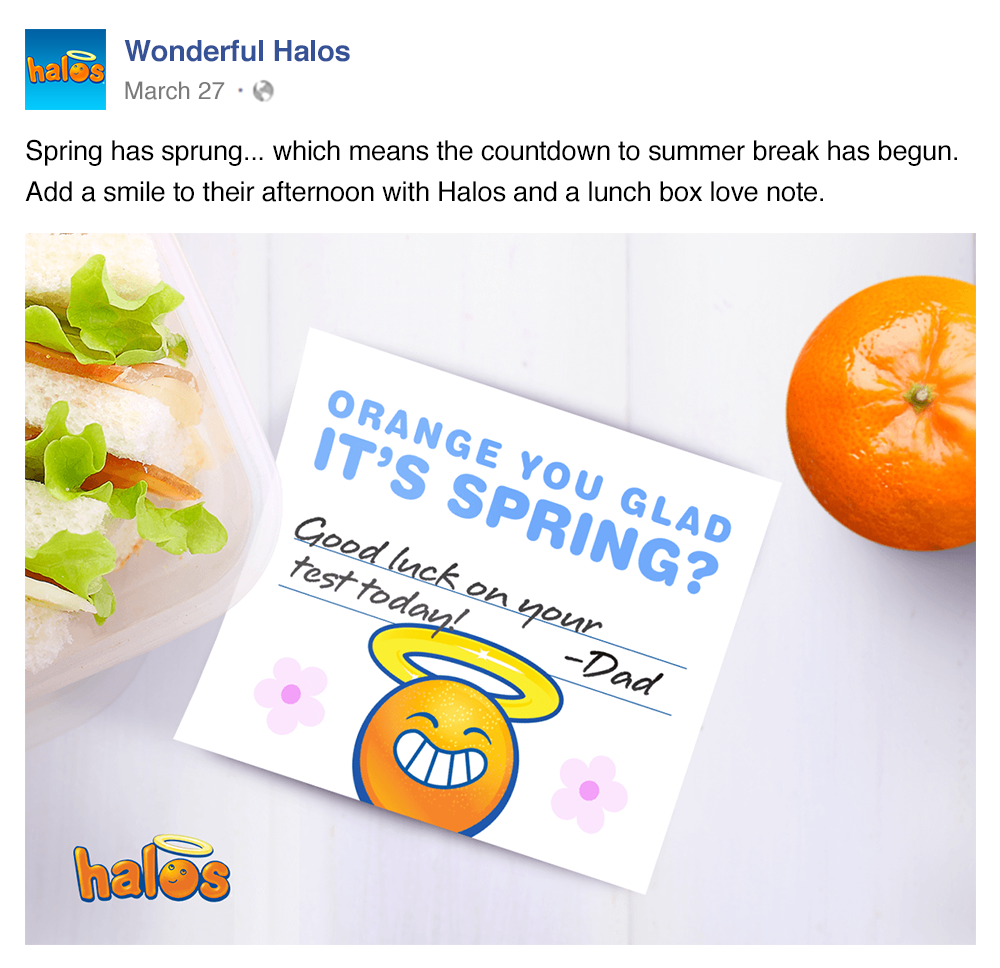 halos
Wonderful Halos
March 27 ·
Spring has sprung... which means the countdown to summer break has begun.
Add a smile to their afternoon with Halos and a lunch box love note.
ORANGE YOU GLAD
IT'S SPRING?
Good luck on your
test today!
-Dad
halos